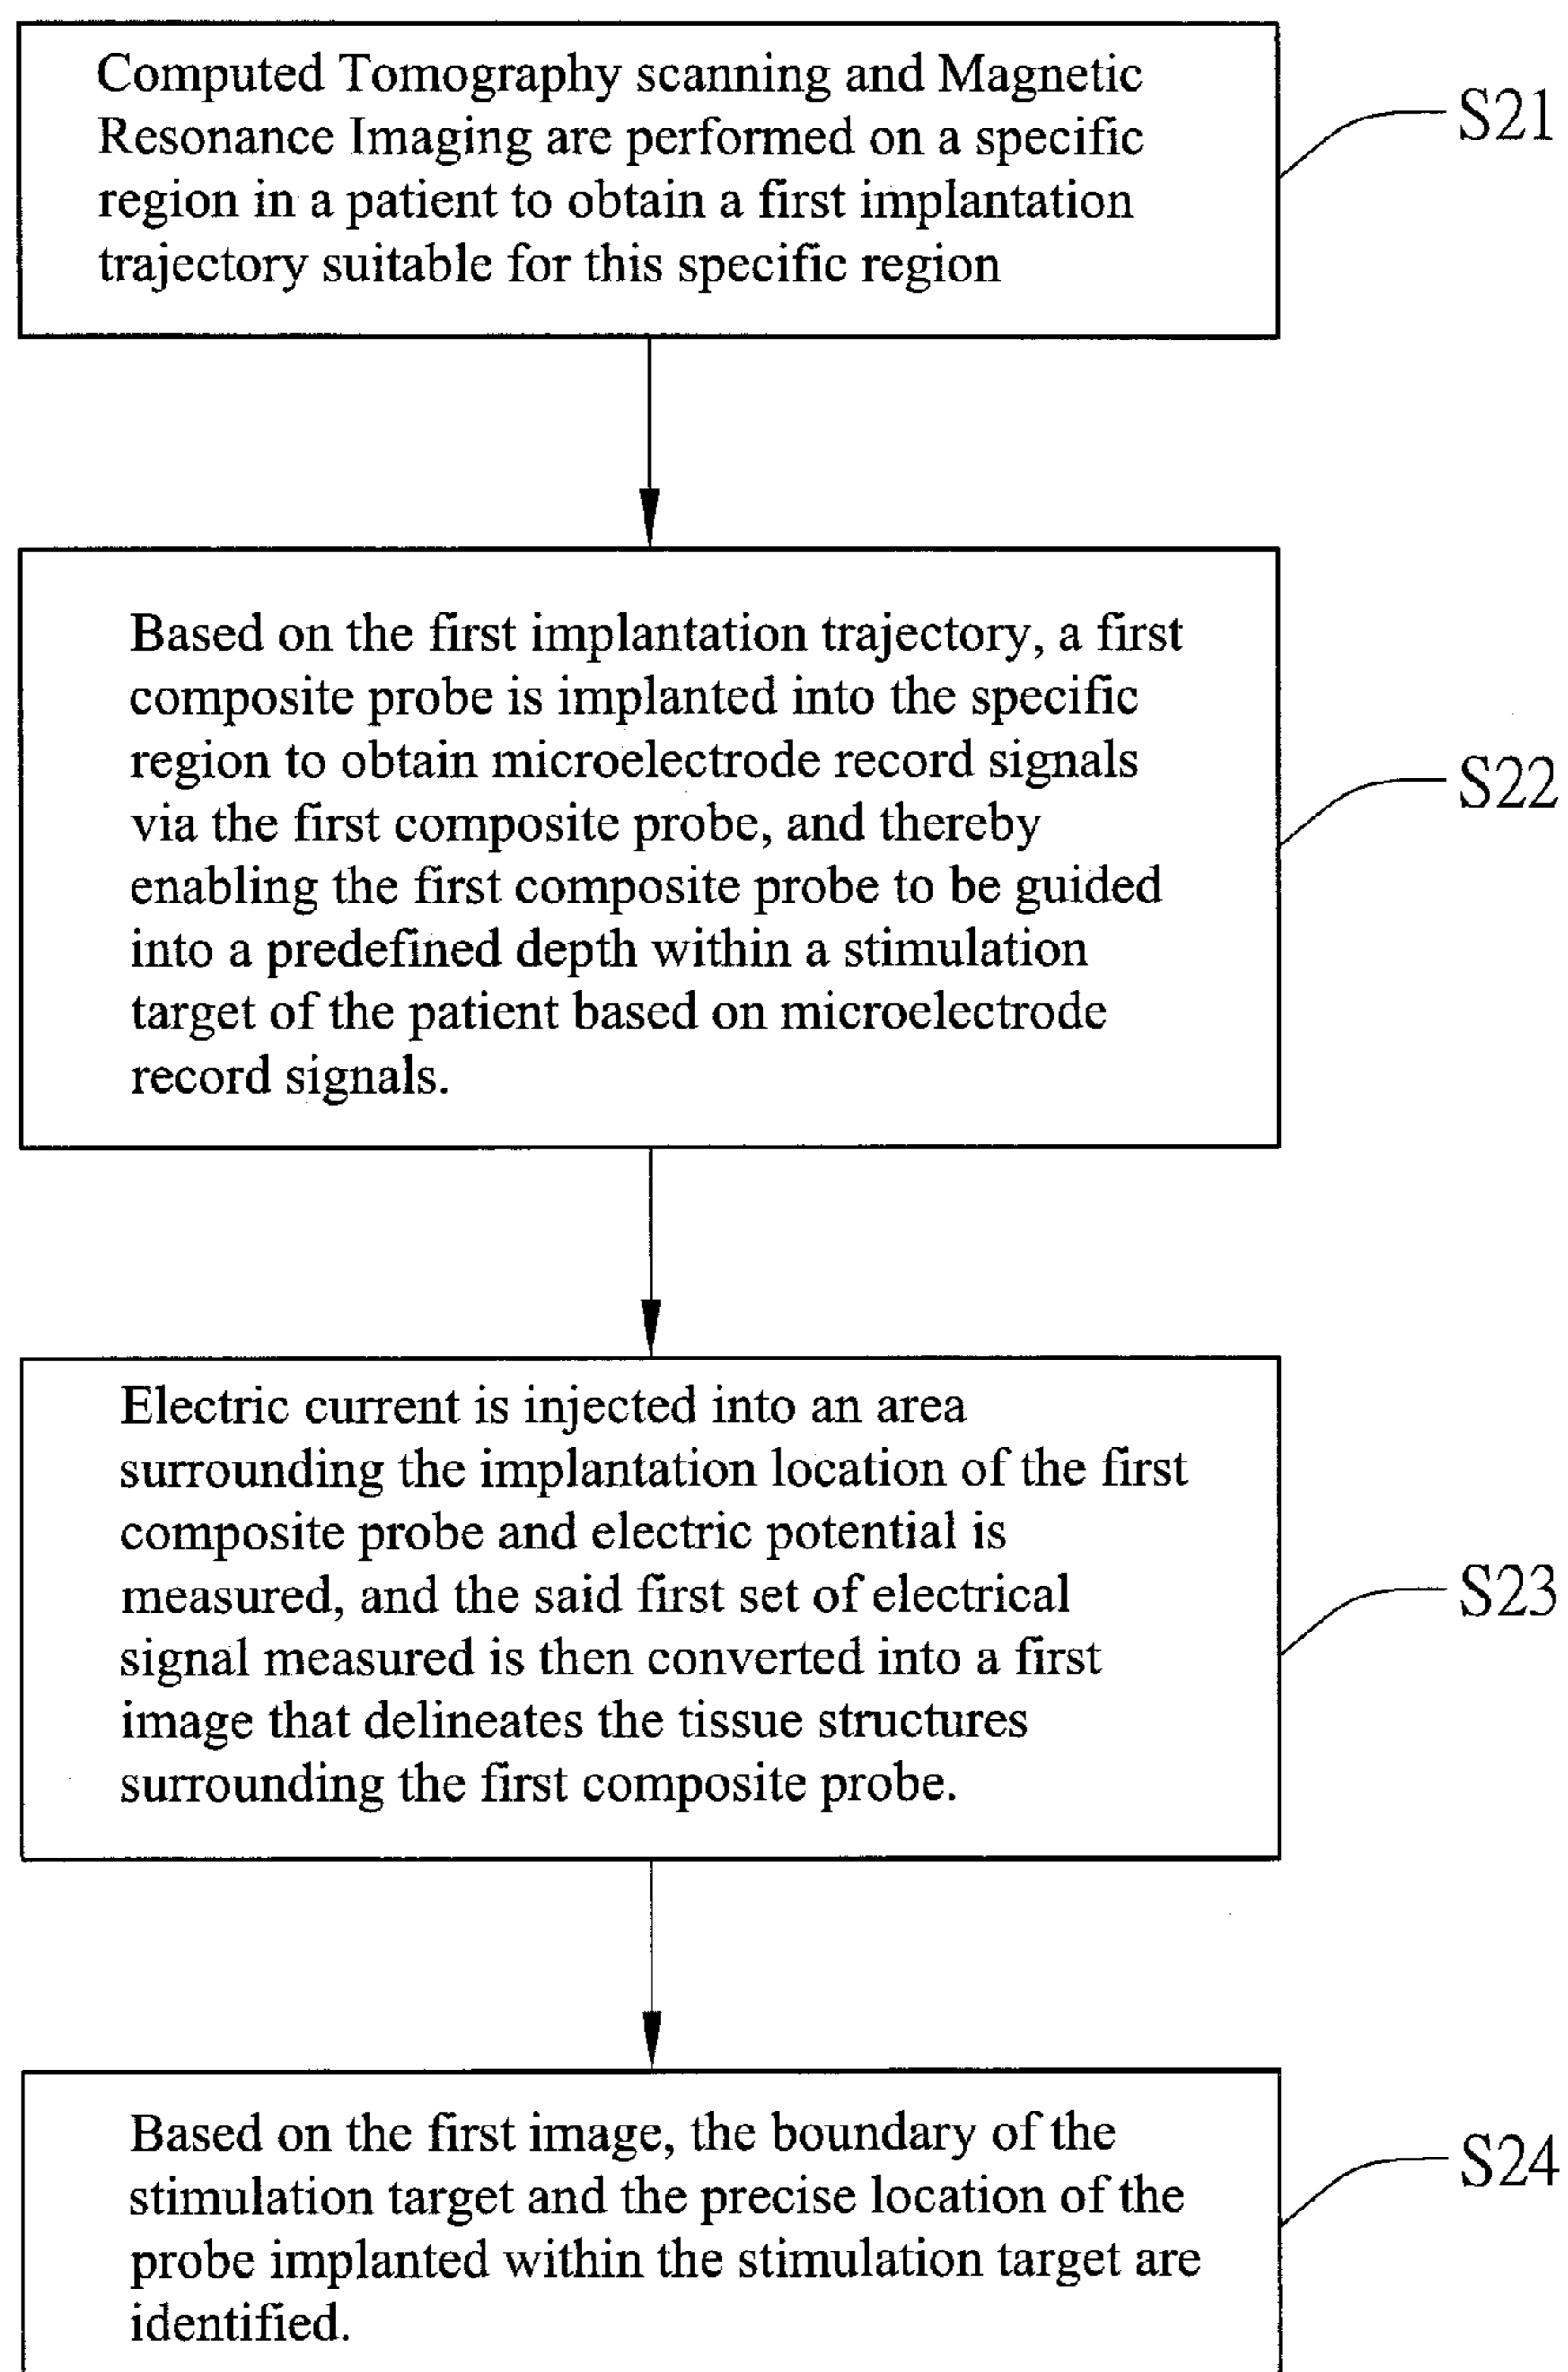 Computed Tomography scanning and Magnetic
Resonance Imaging are performed on a specific
region in a patient to obtain a first implantation
trajectory suitable for this specific region
S21
Based on the first implantation trajectory, a first
composite probe is implanted into the specific
region to obtain microelectrode record signals
via the first composite probe, and thereby
enabling the first composite probe to be guided
into a predefined depth within a stimulation
target of the patient based on microelectrode
record signals.
S22
Electric current is injected into an area
surrounding the implantation location of the first
composite probe and electric potential is
measured, and the said first set of electrical
signal measured is then converted into a first
image that delineates the tissue structures
surrounding the first composite probe.
S23
Based on the first image, the boundary of the
stimulation target and the precise location of the
probe implanted within the stimulation target are
identified.
S24